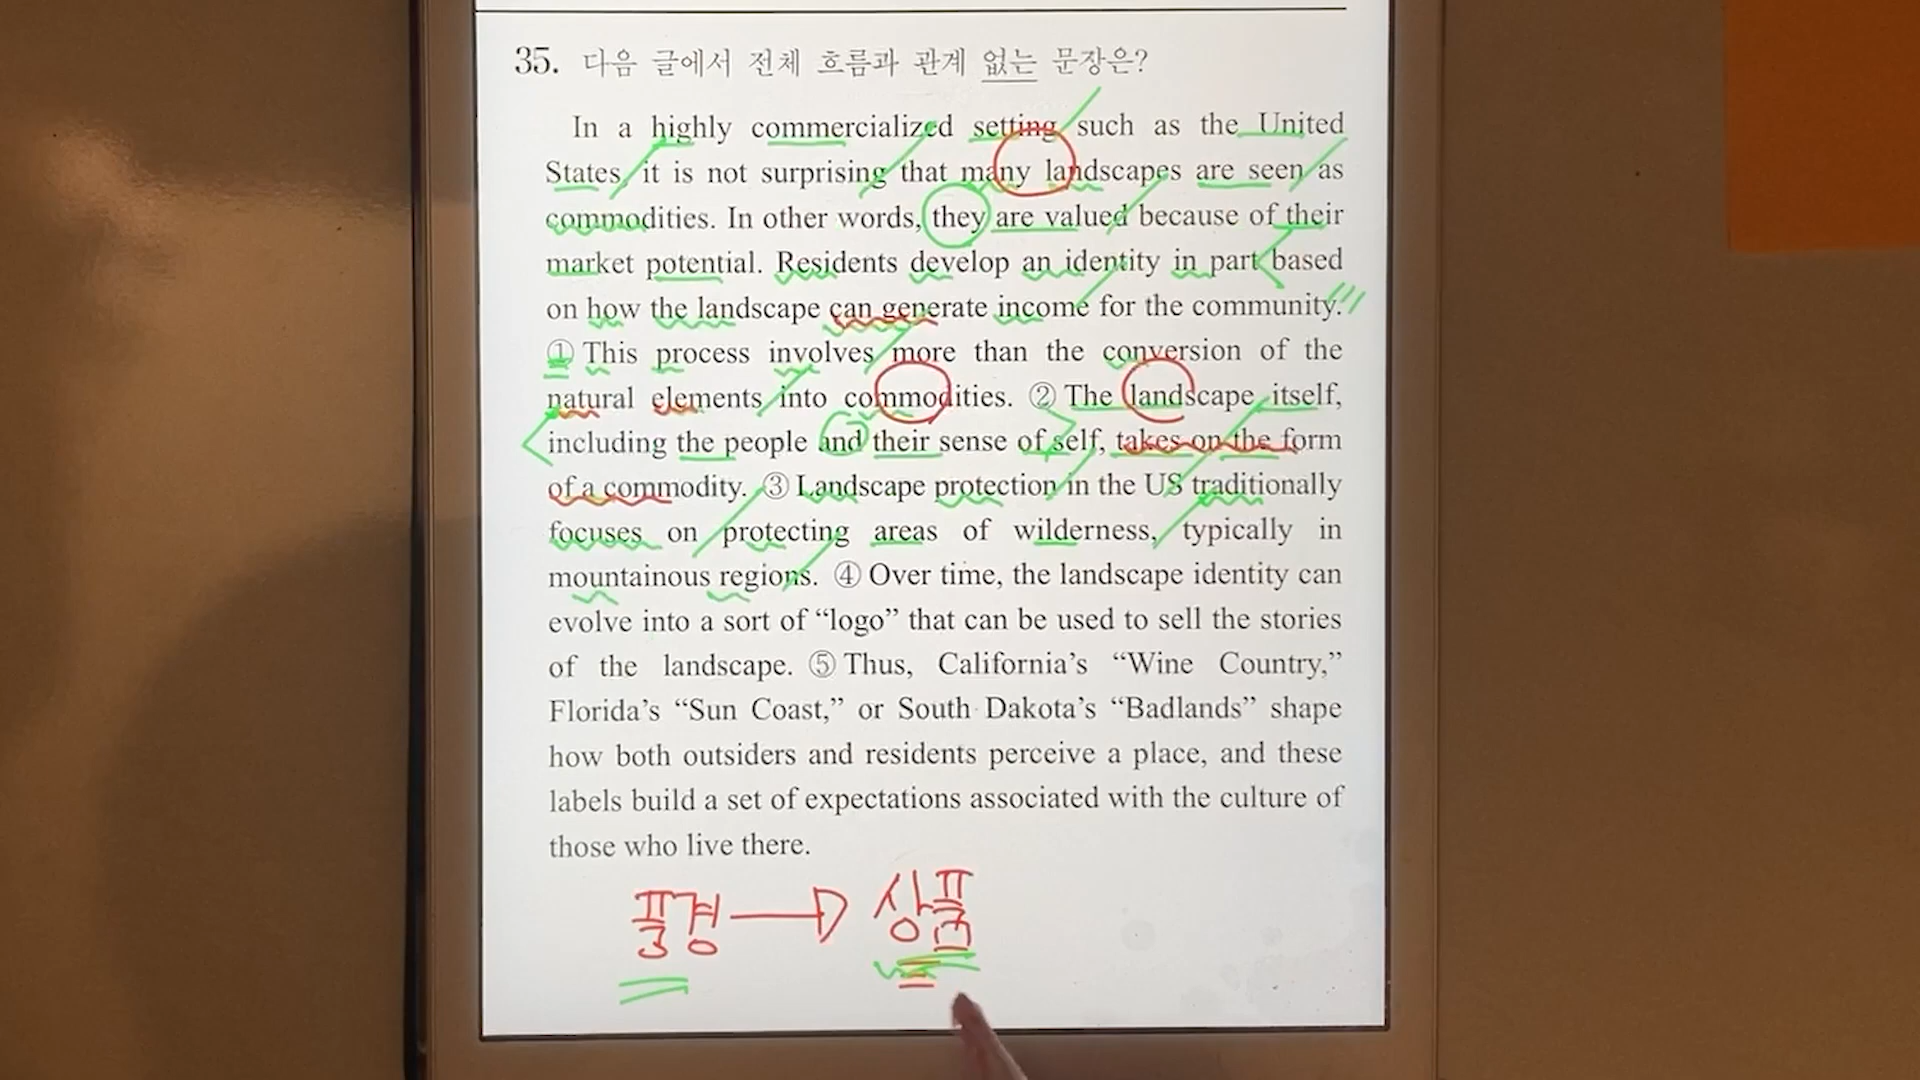 35. 다음 글에서 전체 흐름과 관계 없는 문장은?
In a highly commercialized setting such as the United
States, it is not surprising that many landscapes are seen as
commodities. In other words, they are valued because of their
market potential. Residents develop an identity in part based
on how the landscape can generate income for the community.
① This process involves more than the conversion of the
natural elements into commodities. ② The landscape itself,
including the people and their sense of self, takes on the form
of a commodity. ③ Landscape protection in the US traditionally
focuses on protecting areas of wilderness, typically in
mountainous regions. ④ Over time, the landscape identity can
evolve into a sort of “logo” that can be used to sell the stories
of the landscape. ⑤ Thus, California’s “Wine Country,”
Florida’s “Sun Coast,” or South Dakota’s “Badlands” shape
how both outsiders and residents perceive a place, and these
labels build a set of expectations associated with the culture of
those who live there.
풍경 → 상품